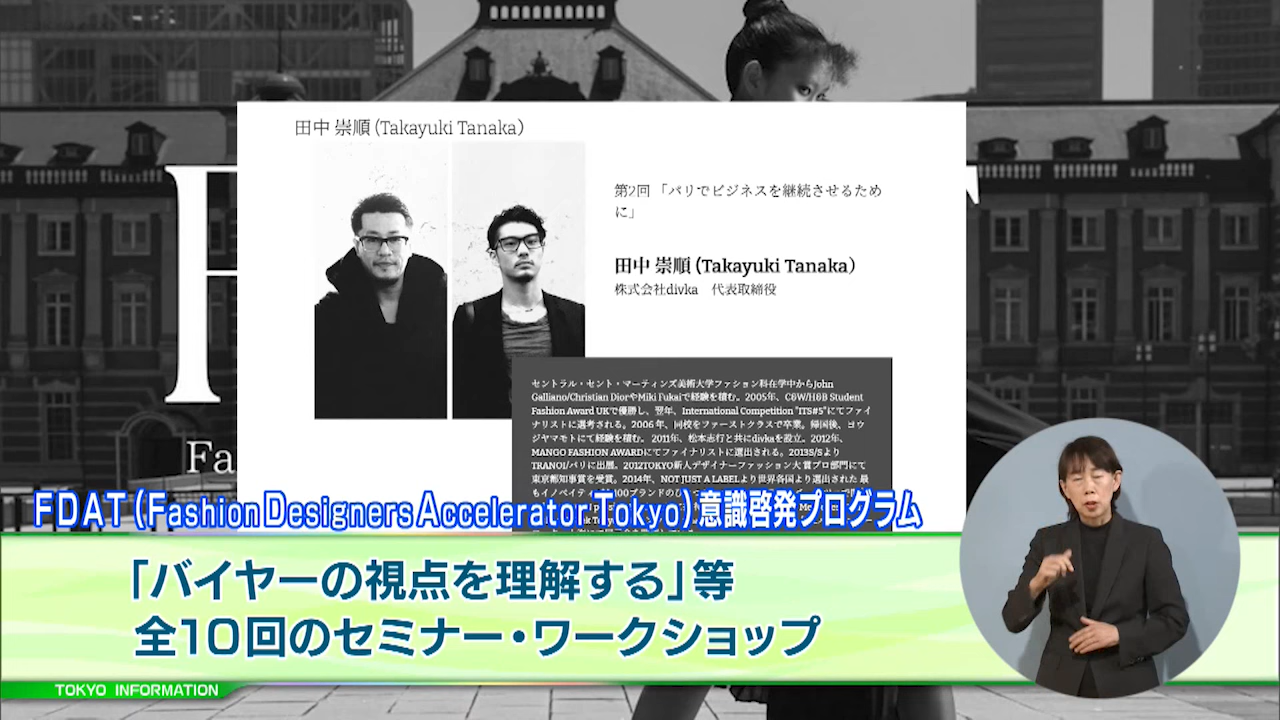 田中 崇順 (Takayuki Tanaka)
第2回 「パリでビジネスを継続させるため
に」
田中 崇順 (Takayuki Tanaka)
株式会社divka 代表取締役
セントラル・セント・マーティンズ美術大学ファッション科在学中からJohn
Galliano/Christian DiorやMiki Fukaiで経験を積む。2005年、C&W/H&B Student
Fashion Award UKで優勝し、翌年、International Competition "ITS#5"にてファイ
ナリストに選考される。2006 年、同校をファーストクラスで卒業。帰国後、ヨウ
ジヤマモトにて経験を積む。 2011年、松本志行と共にdivkaを設立。2012年、
MANGO FASHION AWARDにてファイナリストに選出される。2013S/Sより
TRANOI/パリに出展。2012TOKYO新人デザイナーファッション大 賞プロ部門にて
東京都知事賞を受賞。2014年、NOT JUST A LABELより世界各国より選出された 最
Fa
FDAT(Fashion Designers Accelerator Tokyo)意識啓発プログラム
「バイヤーの視点を理解する」等
全10回のセミナー・ワークショップ
TOKYO INFORMATION